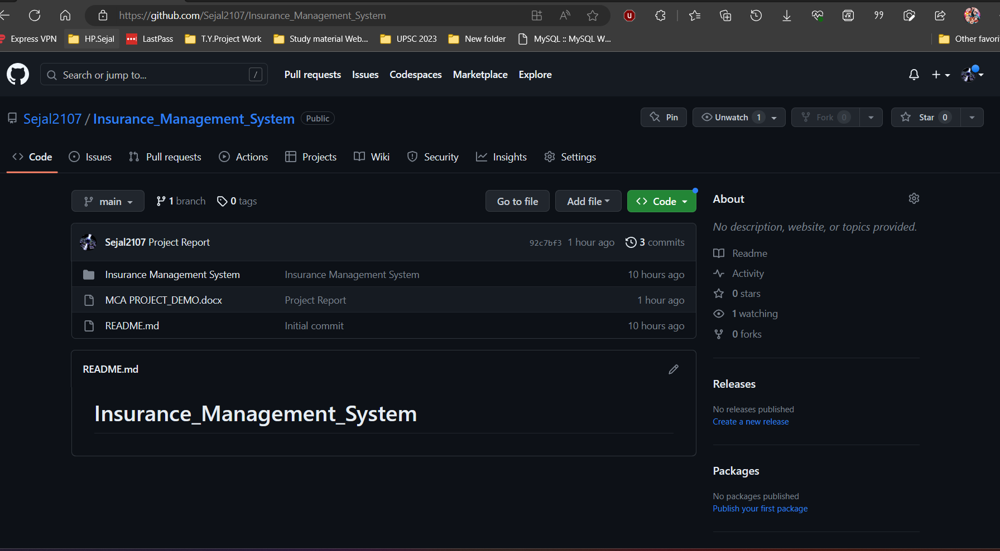 https://github.com/Sejal2107/Insurance_Management_System
Express VPN HP.Sejal LastPass T.Y.Project Work Study material Web... UPSC 2023 New folder MySQL :: MySQL W... Other favori
Search or jump to... / Pull requests Issues Codespaces Marketplace Explore
Sejal2107 / Insurance_Management_System Public Pin Unwatch 1 Fork 0 Star 0
Code Issues Pull requests Actions Projects Wiki Security Insights Settings
main 1 branch 0 tags Go to file Add file Code
Sejal2107 Project Report 92c7bf3 1 hour ago 3 commits
Insurance Management System Insurance Management System 10 hours ago
MCA PROJECT_DEMO.docx Project Report 1 hour ago
README.md Initial commit 10 hours ago
README.md
Insurance_Management_System
About
No description, website, or topics provided.
Readme
Activity
0 stars
1 watching
0 forks
Releases
No releases published
Create a new release
Packages
No packages published
Publish your first package